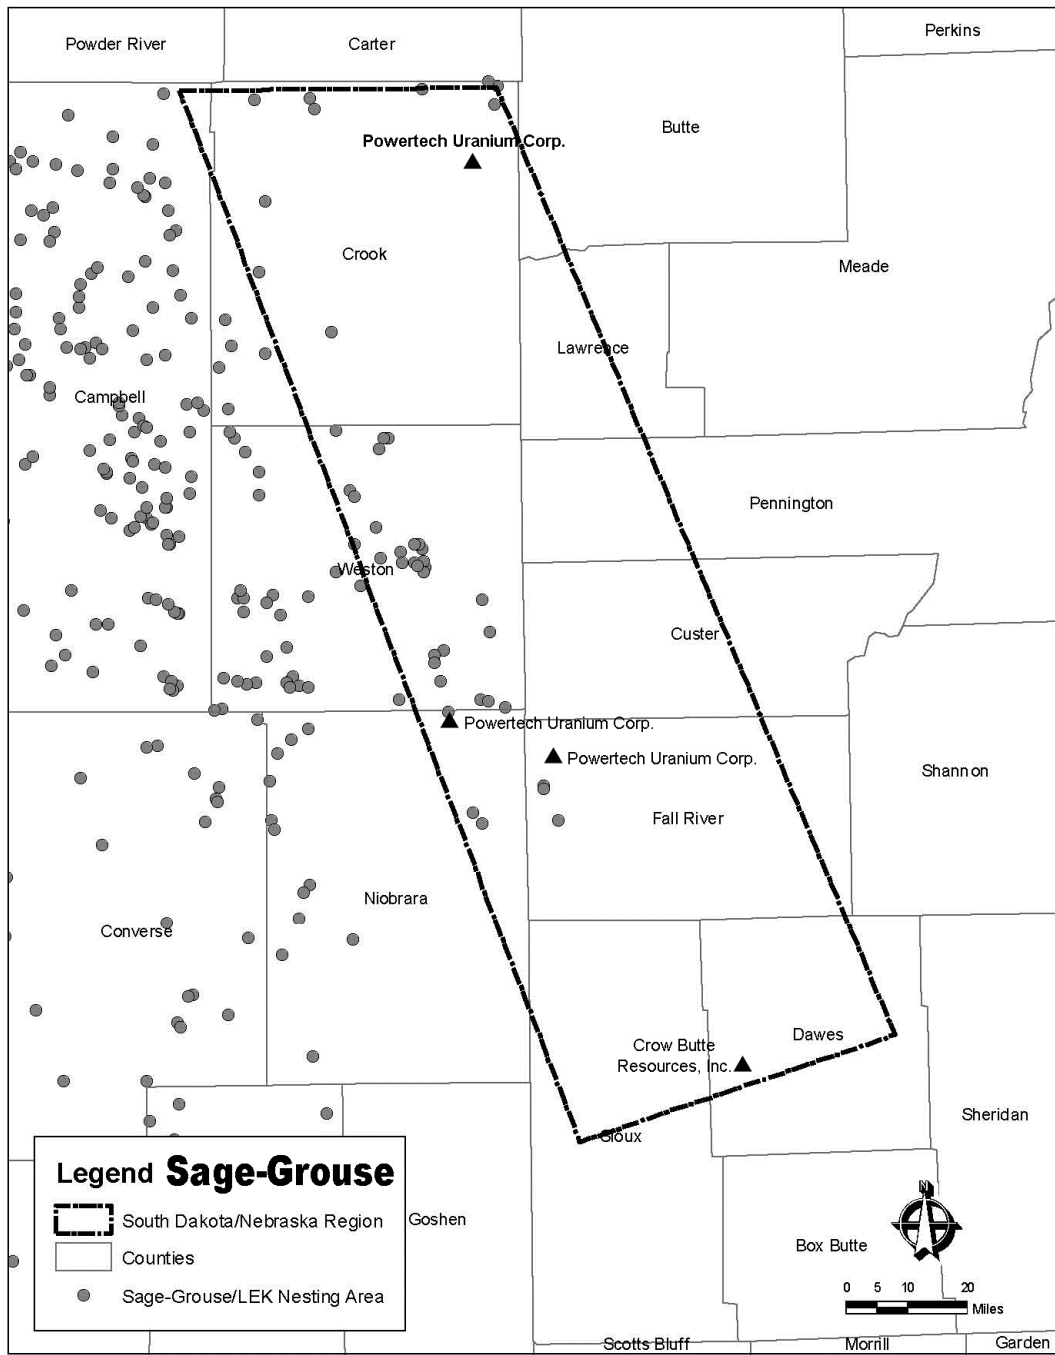 Powder River
Carter
Perkins
Butte
Powertech Uranium Corp.
Crook
Meade
Lawrence
Campbell
Pennington
Weston
Custer
Powertech Uranium Corp.
Powertech Uranium Corp.
Shannon
Fall River
Niobrara
Converse
Dawes
Crow Butte
Resources, Inc.
Sheridan
Sioux
Legend Sage-Grouse
South Dakota/Nebraska Region
Counties
Sage-Grouse/LEK Nesting Area
Goshen
N
Box Butte
0 5 10 20
Miles
Scotts Bluff
Morrill
Garden